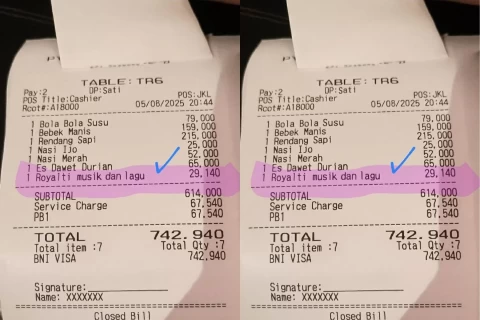 TABLE: TR6
Pay:2 OP:Sati
POS Title:Cashier POS:JKL
Root#:A18000 05/08/2025 20:44
1 Bola Bola Susu 79,000
1 Bebek Manis 159,000
1 Rendang Sapi 215,000
1 Nasi Ijo 25,000
1 Nasi Merah 52,000
1 Es Dawet Durian 65,000
1 Royalti musik dan lagu 29,140
SUBTOTAL 614,000
Service Charge 67,540
PB1 67,540
TOTAL 742,940
Total item :7 Total Qty :7
BNI VISA 742,940
Signature:
Name: XXXXXXX
Closed Bill
TABLE: TR6
Pay:2 OP:Sati
POS Title:Cashier POS:JKL
Root#:A18000 05/08/2025 20:44
1 Bola Bola Susu 79,000
1 Bebek Manis 159,000
1 Rendang Sapi 215,000
1 Nasi Ijo 25,000
1 Nasi Merah 52,000
1 Es Dawet Durian 65,000
1 Royalti musik dan lagu 29,140
SUBTOTAL 614,000
Service Charge 67,540
PB1 67,540
TOTAL 742,940
Total item :7 Total Qty :7
BNI VISA 742,940
Signature:
Name: XXXXXXX
Closed Bill